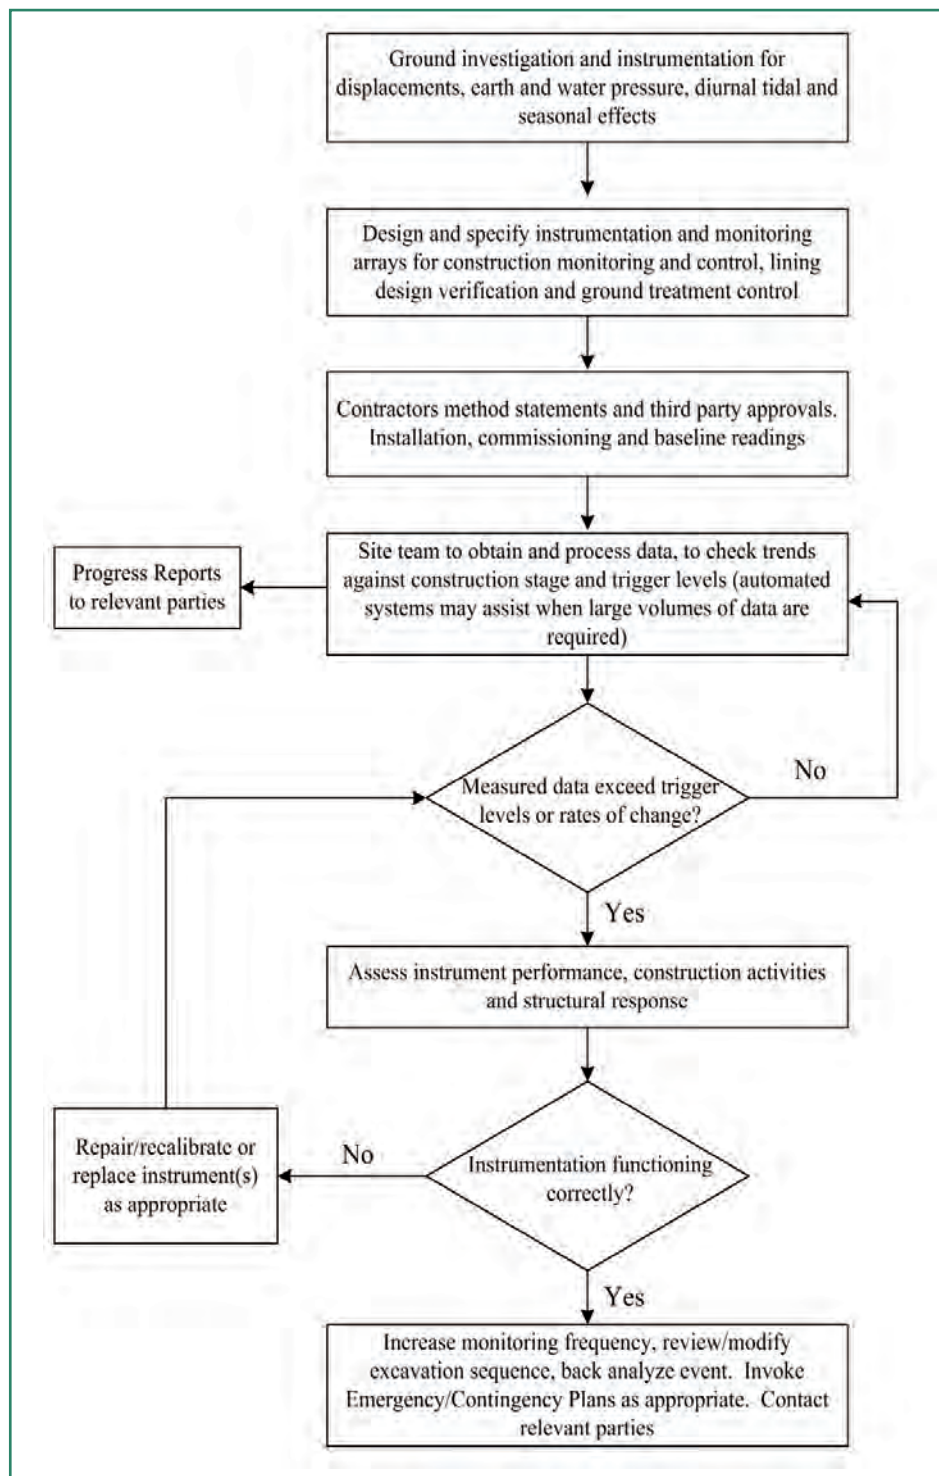 Ground investigation and instrumentation for
displacements, earth and water pressure, diurnal tidal and
seasonal effects
Design and specify instrumentation and monitoring
arrays for construction monitoring and control, lining
design verification and ground treatment control
Contractors method statements and third party approvals.
Installation, commissioning and baseline readings
Site team to obtain and process data, to check trends
against construction stage and trigger levels (automated
systems may assist when large volumes of data are
required)
Progress Reports
to relevant parties
Measured data exceed trigger
levels or rates of change?
No
Yes
Assess instrument performance, construction activities
and structural response
Instrumentation functioning
correctly?
No
Repair/recalibrate or
replace instrument(s)
as appropriate
Yes
Increase monitoring frequency, review/modify
excavation sequence, back analyze event.  Invoke
Emergency/Contingency Plans as appropriate.  Contact
relevant parties